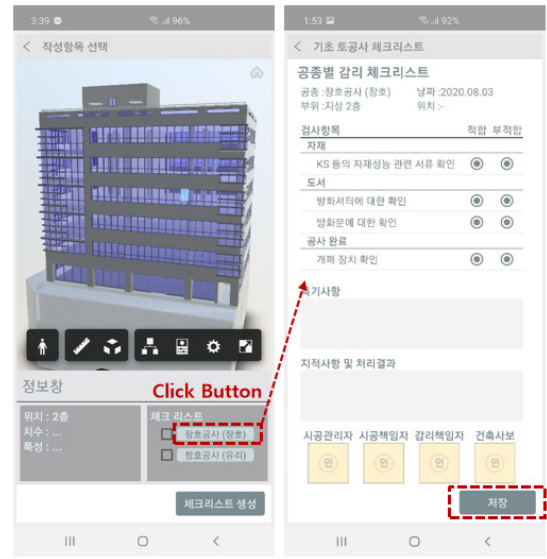 3:39
96%
작성항목 선택
정보창
Click Button
위치 : 2층
치수 : ...
특성 : ...
체크 리스트
창호공사 (창호)
창호공사 (유리)
체크리스트 생성
1:53
92%
기초 토공사 체크리스트
공종별 감리 체크리스트
공종 :창호공사 (창호) 날짜 :2020.08.03
부위 :지상 2층 위치 :-
검사항목 적합 부적합
자재
KS 등의 자재성능 관련 서류 확인
도서
방화셔터에 대한 확인
방화문에 대한 확인
공사 완료
개폐 장치 확인
특기사항
지적사항 및 처리결과
시공관리자 시공책임자 감리책임자 건축사보
인 인 인 인
저장